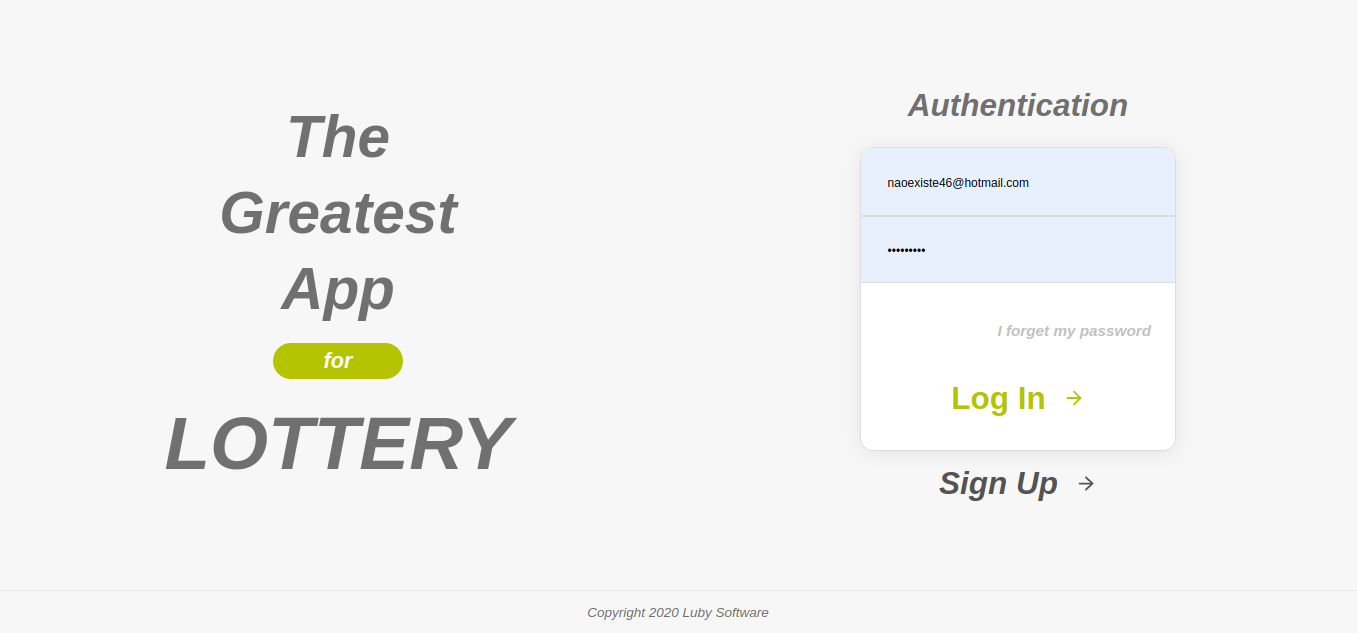 The
Greatest
App
for
LOTTERY
Authentication
naoexiste46@hotmail.com
•••••••••
I forget my password
Log In
Sign Up
Copyright 2020 Luby Software